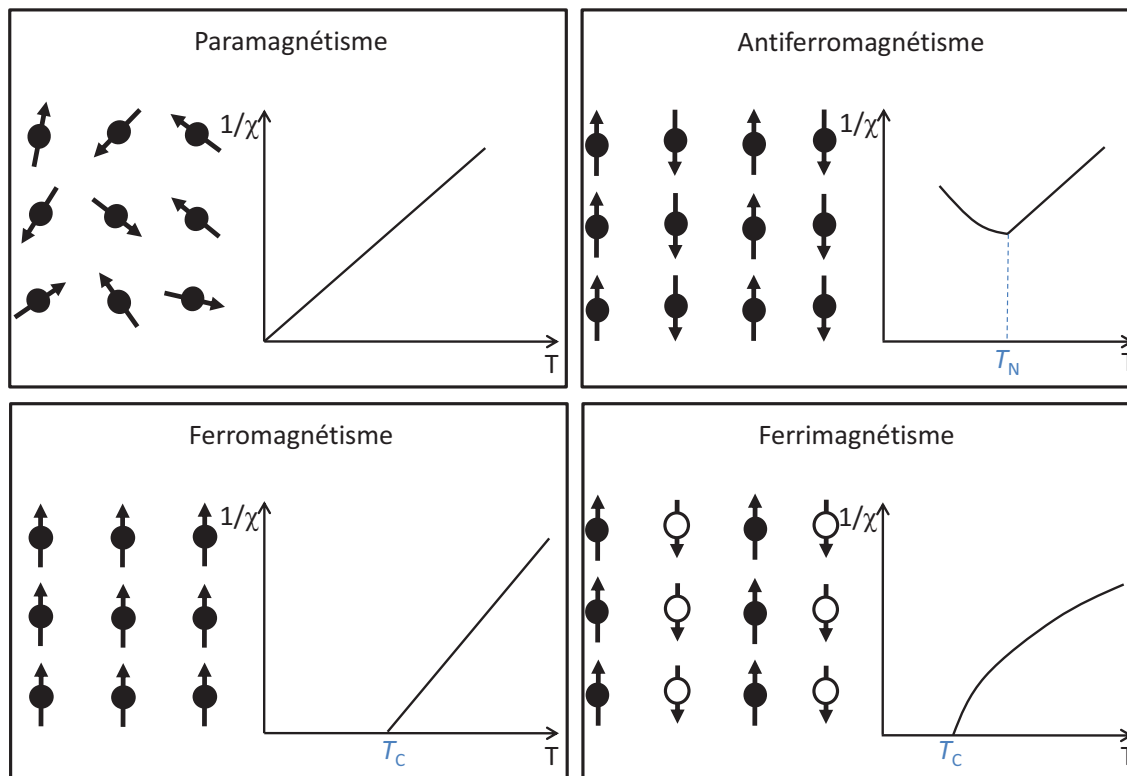 Paramagnétisme
1/χ
T
Antiferromagnétisme
1/χ
T_N
T
Ferromagnétisme
1/χ
T_C
T
Ferrimagnétisme
1/χ
T_C
T